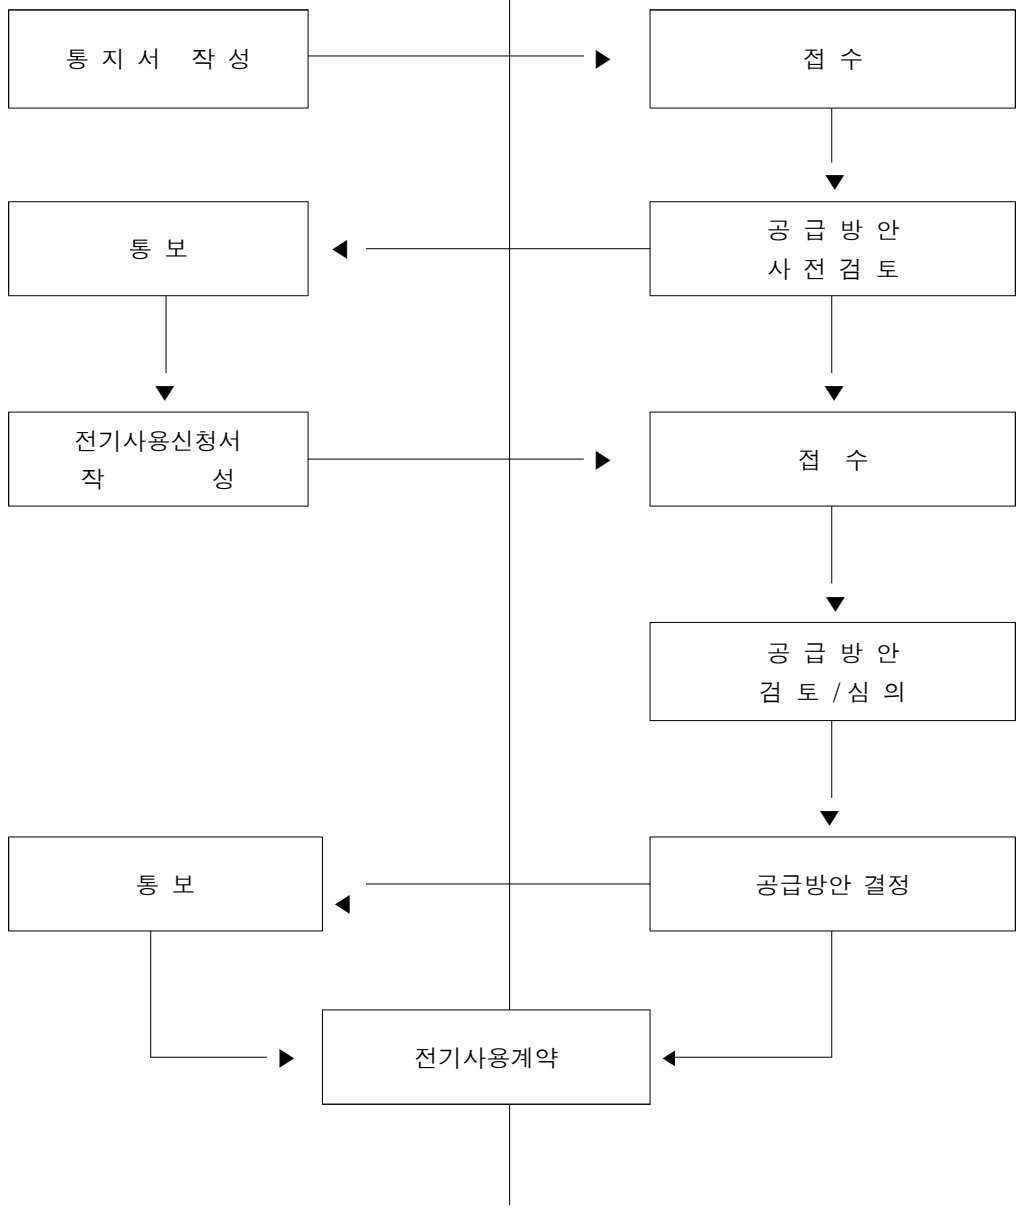 통 지 서 작 성
접 수
통 보
공 급 방 안
사 전 검 토
전기사용신청서
작 성
접 수
공 급 방 안
검 토 / 심 의
통 보
공급방안 결정
전기사용계약